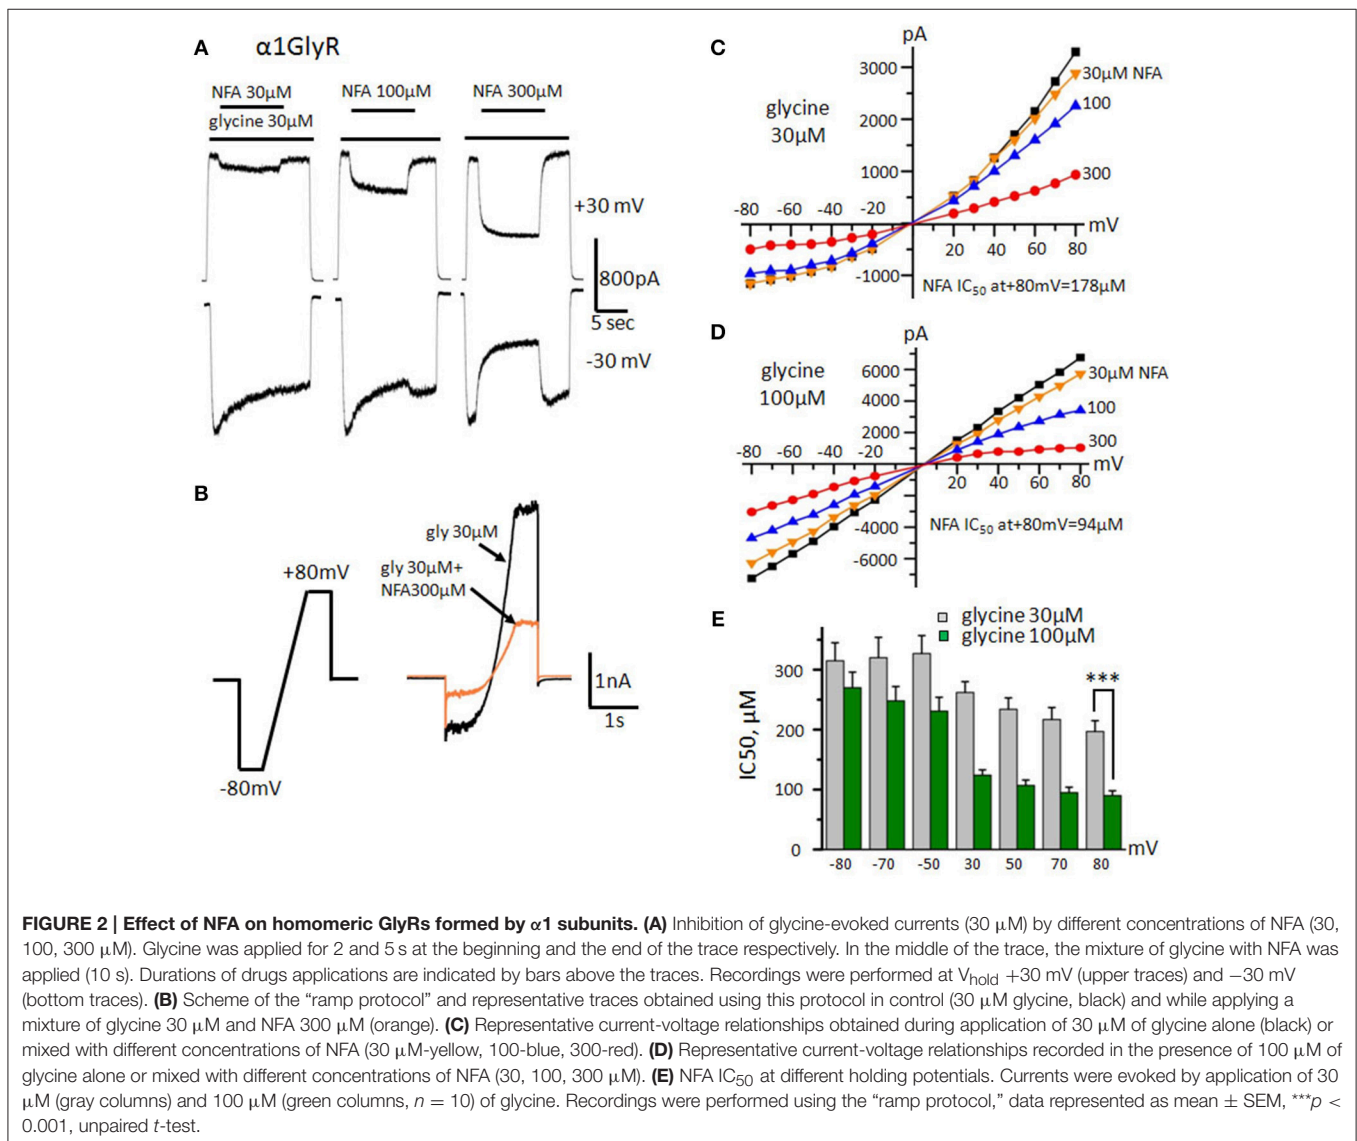 A
α1GlyR
NFA 30µM
NFA 100µM
NFA 300µM
glycine 30µM
+30 mV
800pA
5 sec
-30 mV
B
+80mV
-80mV
gly 30µM
gly 30µM+
NFA300µM
1nA
1s
C
pA
3000
2000
1000
-1000
glycine
30µM
30µM NFA
100
300
-80 -60 -40 -20
mV
20 40 60 80
NFA IC50 at+80mV=178µM
D
pA
6000
4000
2000
-4000
-6000
glycine
100µM
30µM NFA
100
300
-80 -60 -40 -20
mV
20 40 60 80
NFA IC50 at+80mV=94µM
E
glycine 30µM
glycine 100µM
***
IC50, µM
300
200
100
0
-80 -70 -50 30 50 70 80
mV
FIGURE 2 | Effect of NFA on homomeric GlyRs formed by α1 subunits. (A) Inhibition of glycine-evoked currents (30 µM) by different concentrations of NFA (30,
100, 300 µM). Glycine was applied for 2 and 5 s at the beginning and the end of the trace respectively. In the middle of the trace, the mixture of glycine with NFA was
applied (10 s). Durations of drugs applications are indicated by bars above the traces. Recordings were performed at Vhold +30 mV (upper traces) and −30 mV
(bottom traces). (B) Scheme of the “ramp protocol” and representative traces obtained using this protocol in control (30 µM glycine, black) and while applying a
mixture of glycine 30 µM and NFA 300 µM (orange). (C) Representative current-voltage relationships obtained during application of 30 µM of glycine alone (black) or
mixed with different concentrations of NFA (30 µM-yellow, 100-blue, 300-red). (D) Representative current-voltage relationships recorded in the presence of 100 µM of
glycine alone or mixed with different concentrations of NFA (30, 100, 300 µM). (E) NFA IC50 at different holding potentials. Currents were evoked by application of 30
µM (gray columns) and 100 µM (green columns, n = 10) of glycine. Recordings were performed using the “ramp protocol,” data represented as mean ± SEM, ***p <
0.001, unpaired t-test.